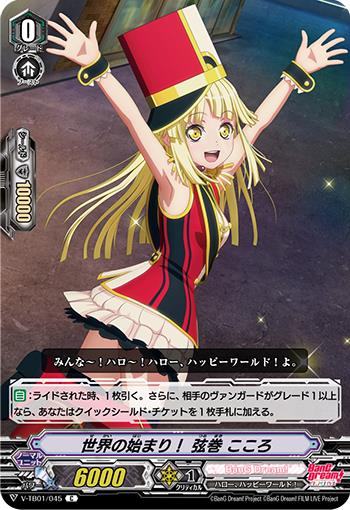 0
グレード
ブースト
シールド
10000
みんな~!ハロ~!ハロー、ハッピーワールド!よ。
自:ライドされた時、1枚引く。さらに、相手のヴァンガードがグレード1以上
なら、あなたはクイックシールド・チケットを1枚手札に加える。
世界の始まり! 弦巻 こころ
ノーマル
ユニット
パワー
6000
1
クリティカル
BanG Dream!
BanG Dream!
ハロー、ハッピーワールド!
V-TB01/045 C
©BanG Dream! Project ©BanG Dream! FILM LIVE Project